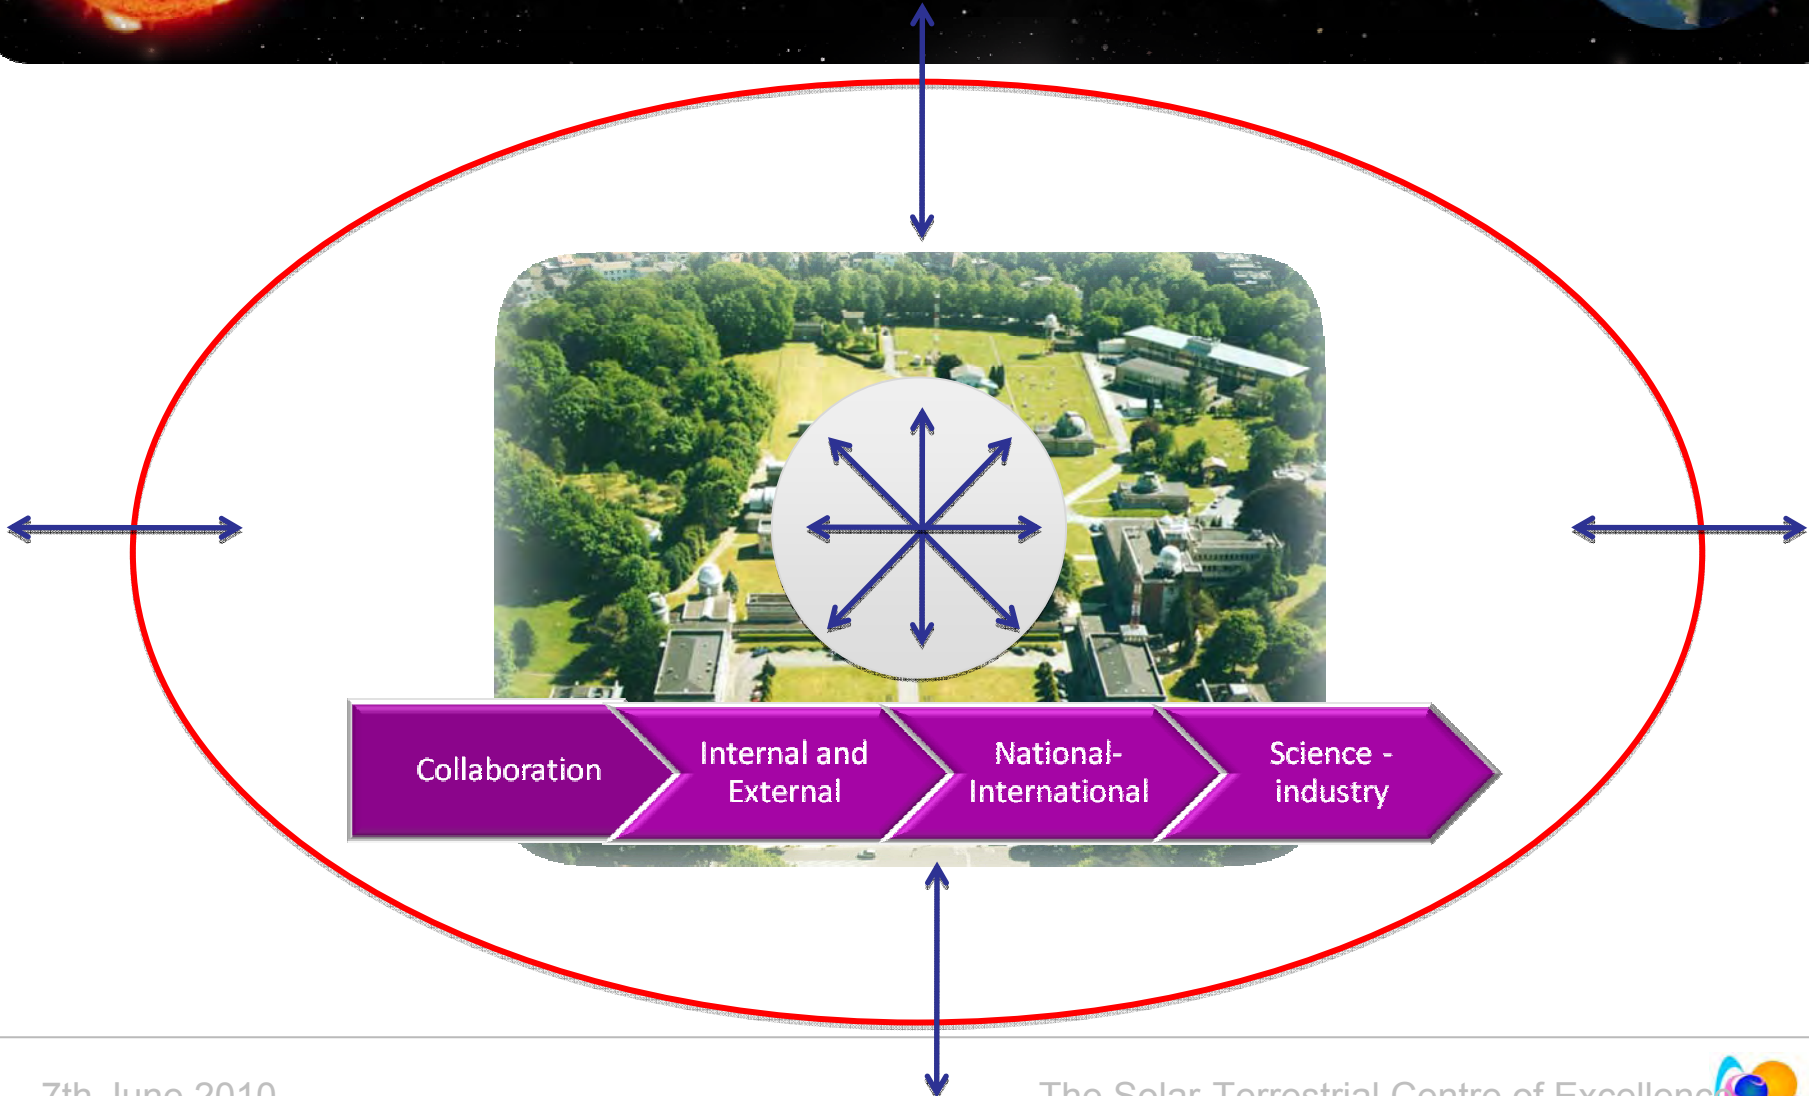 Collaboration
Internal and
External
National-
International
Science -
industry
7th June 2010
The Solar-Terrestrial Centre of Excellence